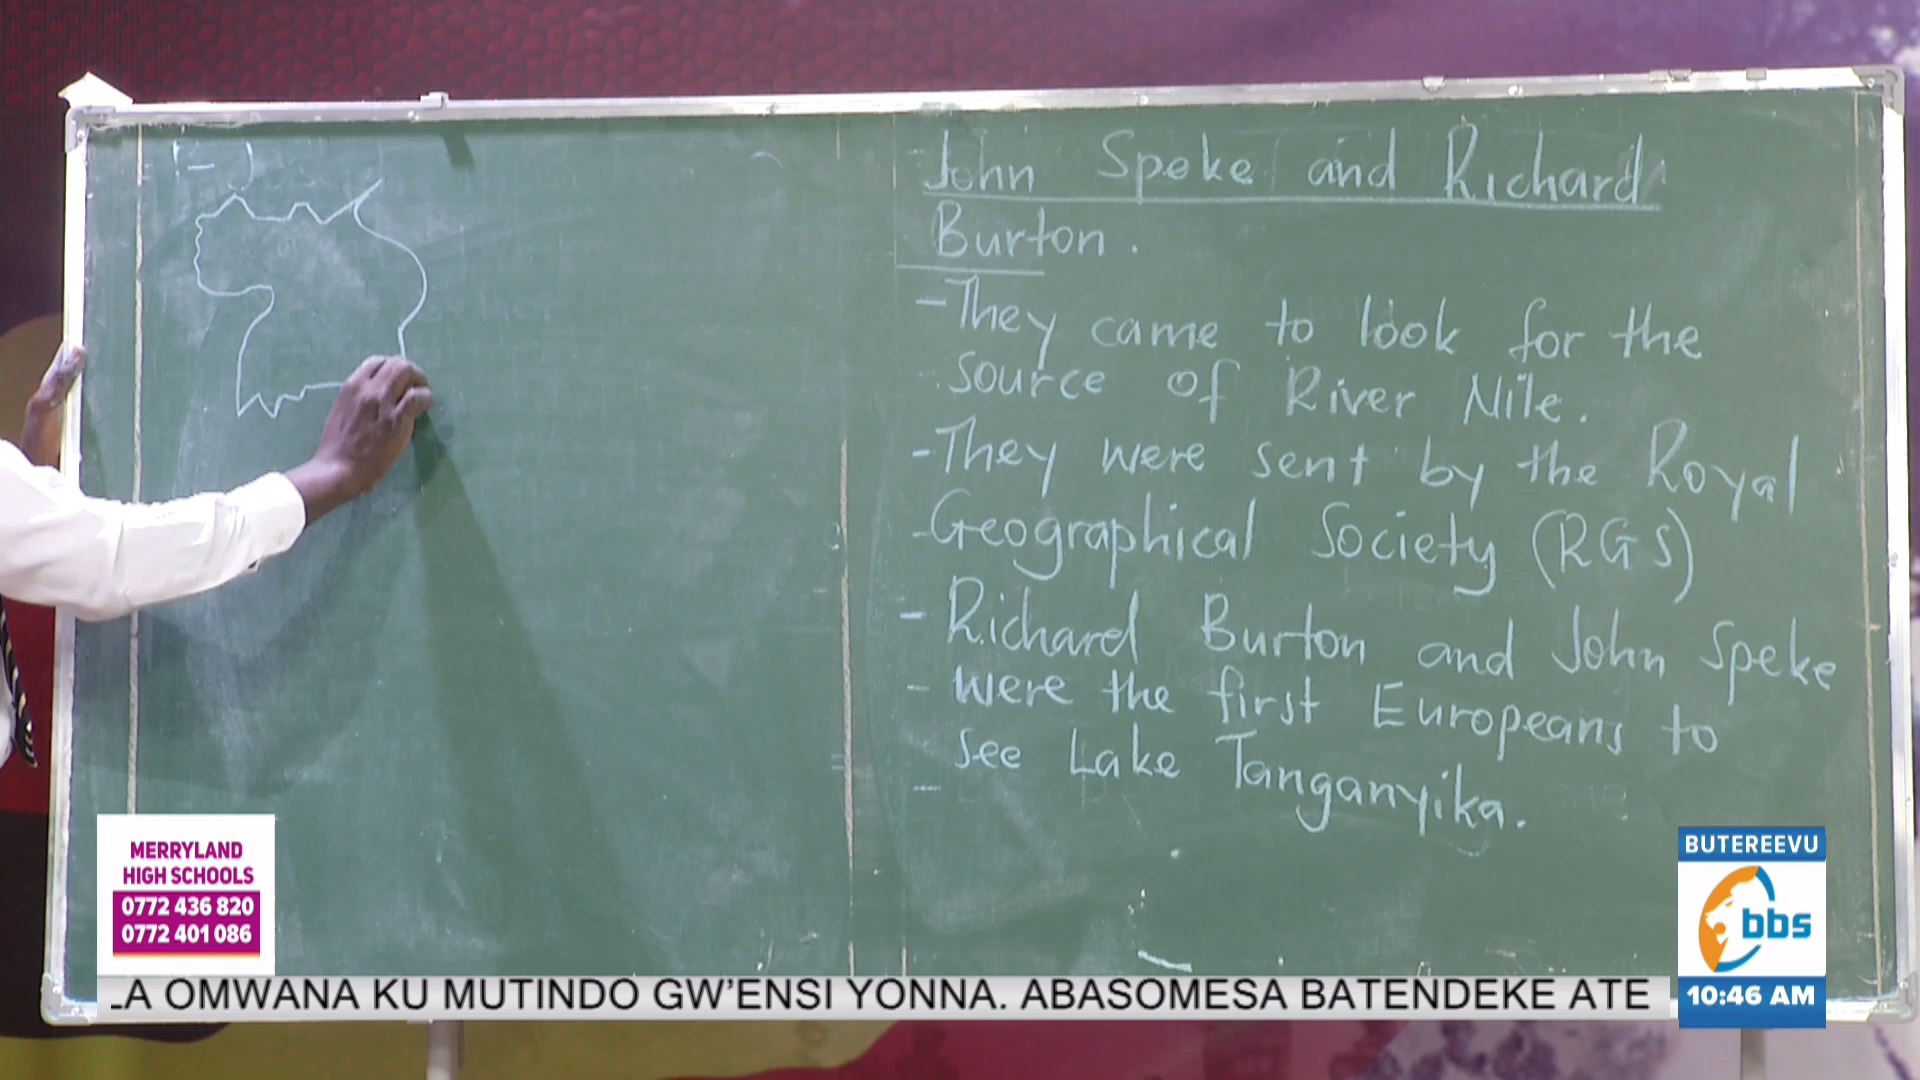 John Speke and Richard
Burton.
- They came to look for the
source of River Nile.
- They were sent by the Royal
- Geographical Society (RGS)
- Richard Burton and John Speke
- were the first Europeans to
see Lake Tanganyika.
-
MERRYLAND
HIGH SCHOOLS
0772 436 820
0772 401 086
BUTEREEVU
bbs
10:46 AM
LA OMWANA KU MUTINDO GW'ENSI YONNA. ABASOMESA BATENDEKE ATE